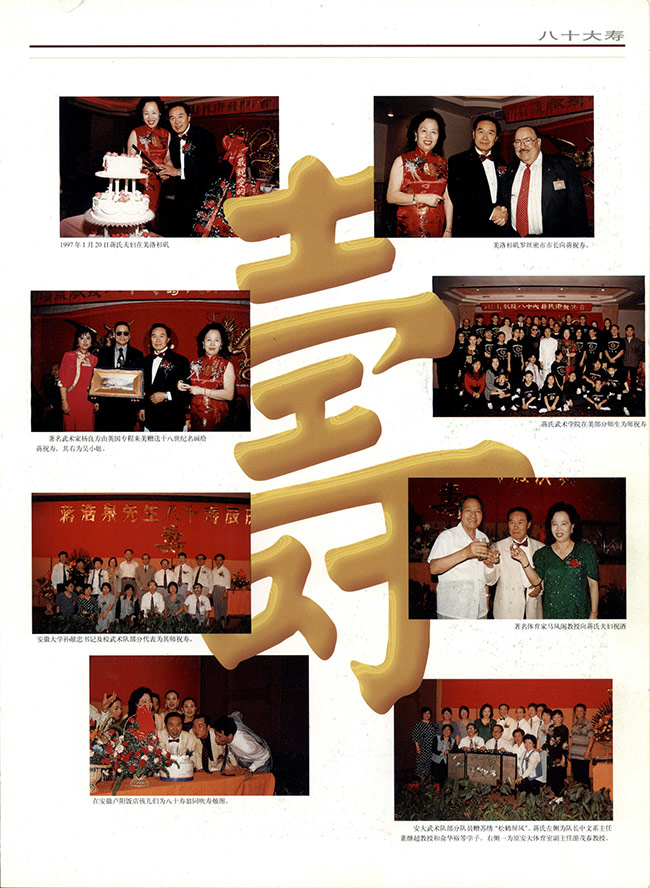 八十大寿
壽
1997年1月20日蒋氏夫妇在美洛杉矶
美洛杉矶罗丝密市市长向蒋祝寿。
著名武术家杨良方由英国专程来美赠送十八世纪名画给
蒋祝寿，其右为吴小姐。
蒋氏武术学院在美部分师生为师祝寿
蒋浩泉先生八十寿辰
安徽大学孙献忠书记及校武术队部分代表为其师祝寿。
著名体育家马凤阁教授向蒋氏夫妇祝酒
在安徽卢阳饭店孩儿们为八十寿翁同吹寿烛图。
安大武术队部分队员赠苏绣“松鹤屏风”。蒋氏左侧为队长中文系主任
董继超教授和俞华裕等学子，右侧一为原安大体育室副主任游茂春教授。